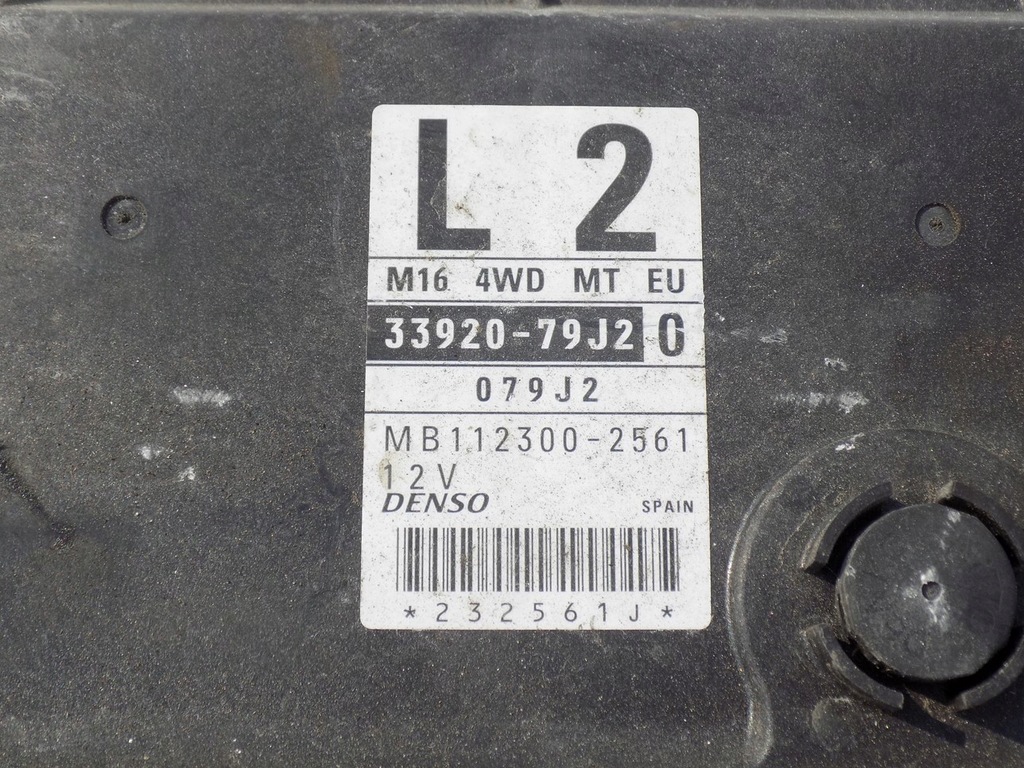 L 2
M16 4WD MT EU
33920-79J2 0
079J2
MB112300-2561
12V
DENSO SPAIN
*232561J*